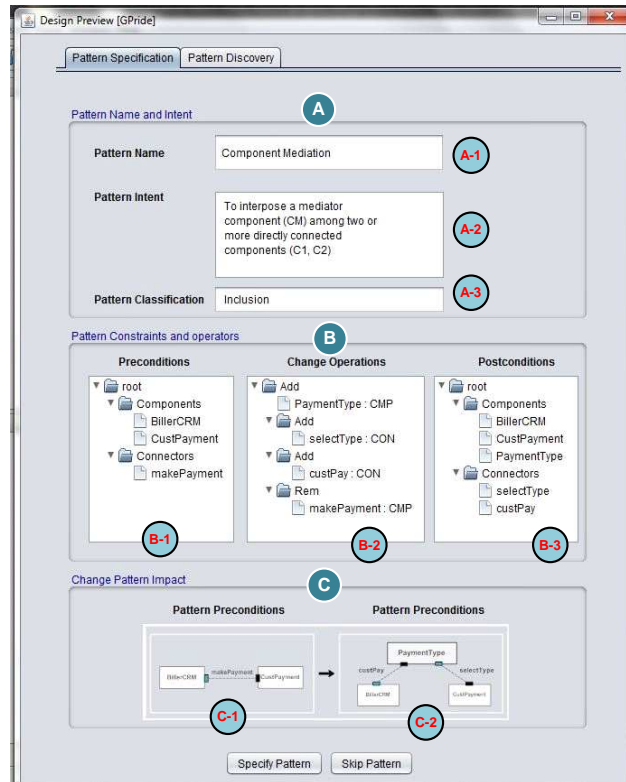 Design Preview [GPride]
Pattern Specification Pattern Discovery
A
Pattern Name and Intent
Pattern Name Component Mediation A-1
Pattern Intent To interpose a mediator
component (CM) among two or
more directly connected
components (C1, C2)
A-2
A-3
Pattern Classification Inclusion
B
Pattern Constraints and operators
Preconditions Change Operations Postconditions
root Add root
Components PaymentType : CMP Components
BillerCRM Add BillerCRM
CustPayment selectType : CON CustPayment
Connectors Add PaymentType
makePayment custPay : CON Connectors
Rem selectType
makePayment : CMP custPay
B-1 B-2 B-3
C
Change Pattern Impact
Pattern Preconditions Pattern Preconditions
PaymentType
makePayment custPay selectType
BillerCRM CustPayment
BillerCRM CustPayment
C-1 C-2
Specify Pattern Skip Pattern